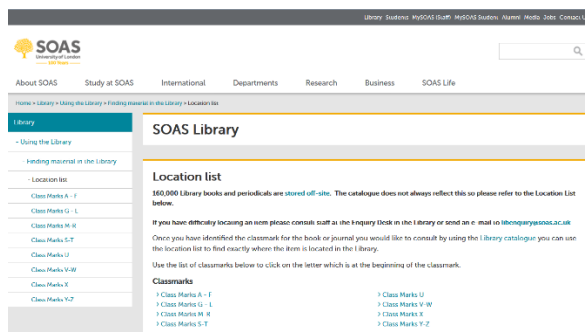 Library Students MySOAS (Staff) MySOAS Student Alumni Media Jobs Contact U
SOAS
University of London
About SOAS Study at SOAS International Departments Research Business SOAS Life
Home » Library » Using the Library » Finding material in the Library » Location list
Library
- Using the Library
- Finding material in the Library
- Location list
Class Marks A - F
Class Marks G - L
Class Marks M-R
Class Marks S-T
Class Marks U
Class Marks V-W
Class Marks X
Class Marks Y-Z
SOAS Library
Location list
160,000 Library books and periodicals are stored off-site. The catalogue does not always reflect this so please refer to the Location List
below.
If you have difficulty locating an item please consult staff at the Enquiry Desk in the Library or send an e-mail to libenquiry@soas.ac.uk
Once you have identified the classmark for the book or journal you would like to consult by using the Library catalogue you can use
the location list to find exactly where the item is located in the Library.
Use the list of classmarks below to click on the letter which is at the beginning of the classmark.
Classmarks
› Class Marks A - F
› Class Marks G - L
› Class Marks M-R
› Class Marks S-T
› Class Marks U
› Class Marks V-W
› Class Marks X
› Class Marks Y-Z